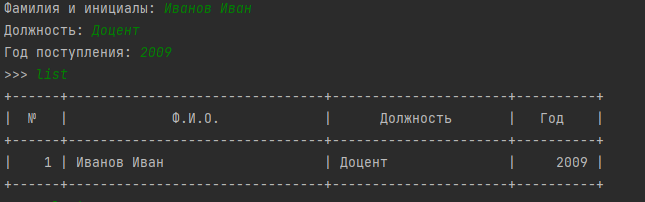 Фамилия и инициалы: Иванов Иван
Должность: Доцент
Год поступления: 2009
>>> list
+------+--------------------------------+----------------------+----------+
|  №   |             Ф.И.О.             |      Должность       |   Год    |
+------+--------------------------------+----------------------+----------+
|    1 | Иванов Иван                    | Доцент               |     2009 |
+------+--------------------------------+----------------------+----------+